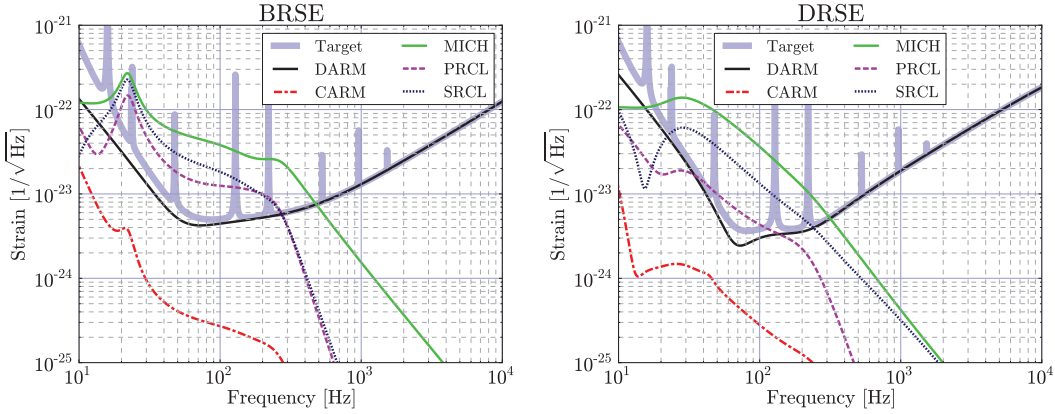 BRSE
Strain [1/√Hz]
10^-21
10^-22
10^-23
10^-24
10^-25
Target
DARM
CARM
MICH
PRCL
SRCL
10^1 10^2 10^3 10^4
Frequency [Hz]
DRSE
Strain [1/√Hz]
10^-21
10^-22
10^-23
10^-24
10^-25
Target
DARM
CARM
MICH
PRCL
SRCL
10^1 10^2 10^3 10^4
Frequency [Hz]